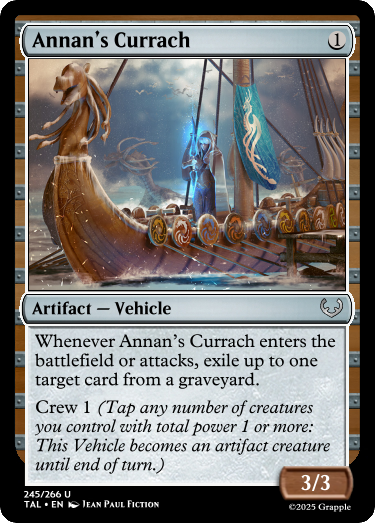 Annan's Currach 1
Artifact — Vehicle
Whenever Annan's Currach enters the
battlefield or attacks, exile up to one
target card from a graveyard.
Crew 1 (Tap any number of creatures
you control with total power 1 or more:
This Vehicle becomes an artifact creature
until end of turn.)
3/3
245/266 U
TAL • EN Jean Paul Fiction
©2025 Grapple